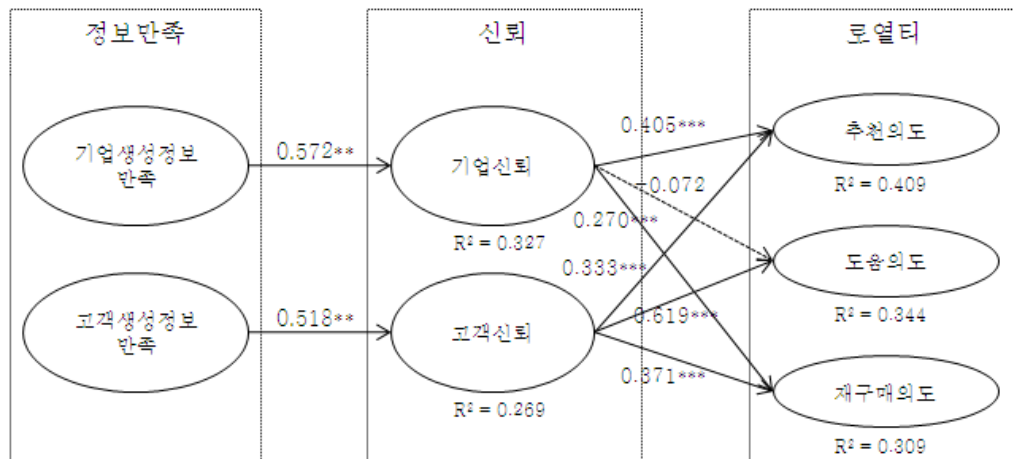 정보만족
신뢰
로열티
기업생성정보
만족
0.572**
기업신뢰
R² = 0.327
0.405***
-0.072
0.270***
0.333***
0.619***
0.371***
추천의도
R² = 0.409
도움의도
R² = 0.344
재구매의도
R² = 0.309
고객생성정보
만족
0.518**
고객신뢰
R² = 0.269